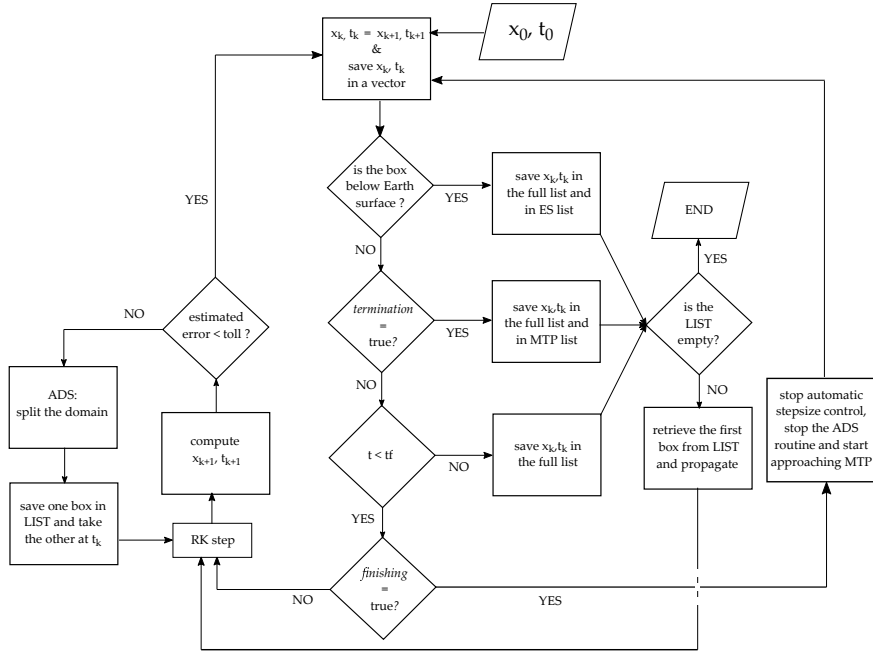 x₀, t₀
xₖ, tₖ = xₖ₊₁, tₖ₊₁
&
save xₖ, tₖ
in a vector
is the box
below Earth
surface ?
YES
NO
save xₖ,tₖ in
the full list and
in ES list
termination
=
true?
YES
NO
save xₖ,tₖ in
the full list and
in MTP list
t < tf
NO
YES
save xₖ,tₖ in
the full list
finishing
=
true?
NO
YES
END
YES
is the
LIST
empty?
NO
retrieve the first
box from LIST
and propagate
stop automatic
stepsize control,
stop the ADS
routine and start
approaching MTP
YES
NO
estimated
error < toll ?
ADS:
split the domain
save one box in
LIST and take
the other at tₖ
compute
xₖ₊₁, tₖ₊₁
RK step